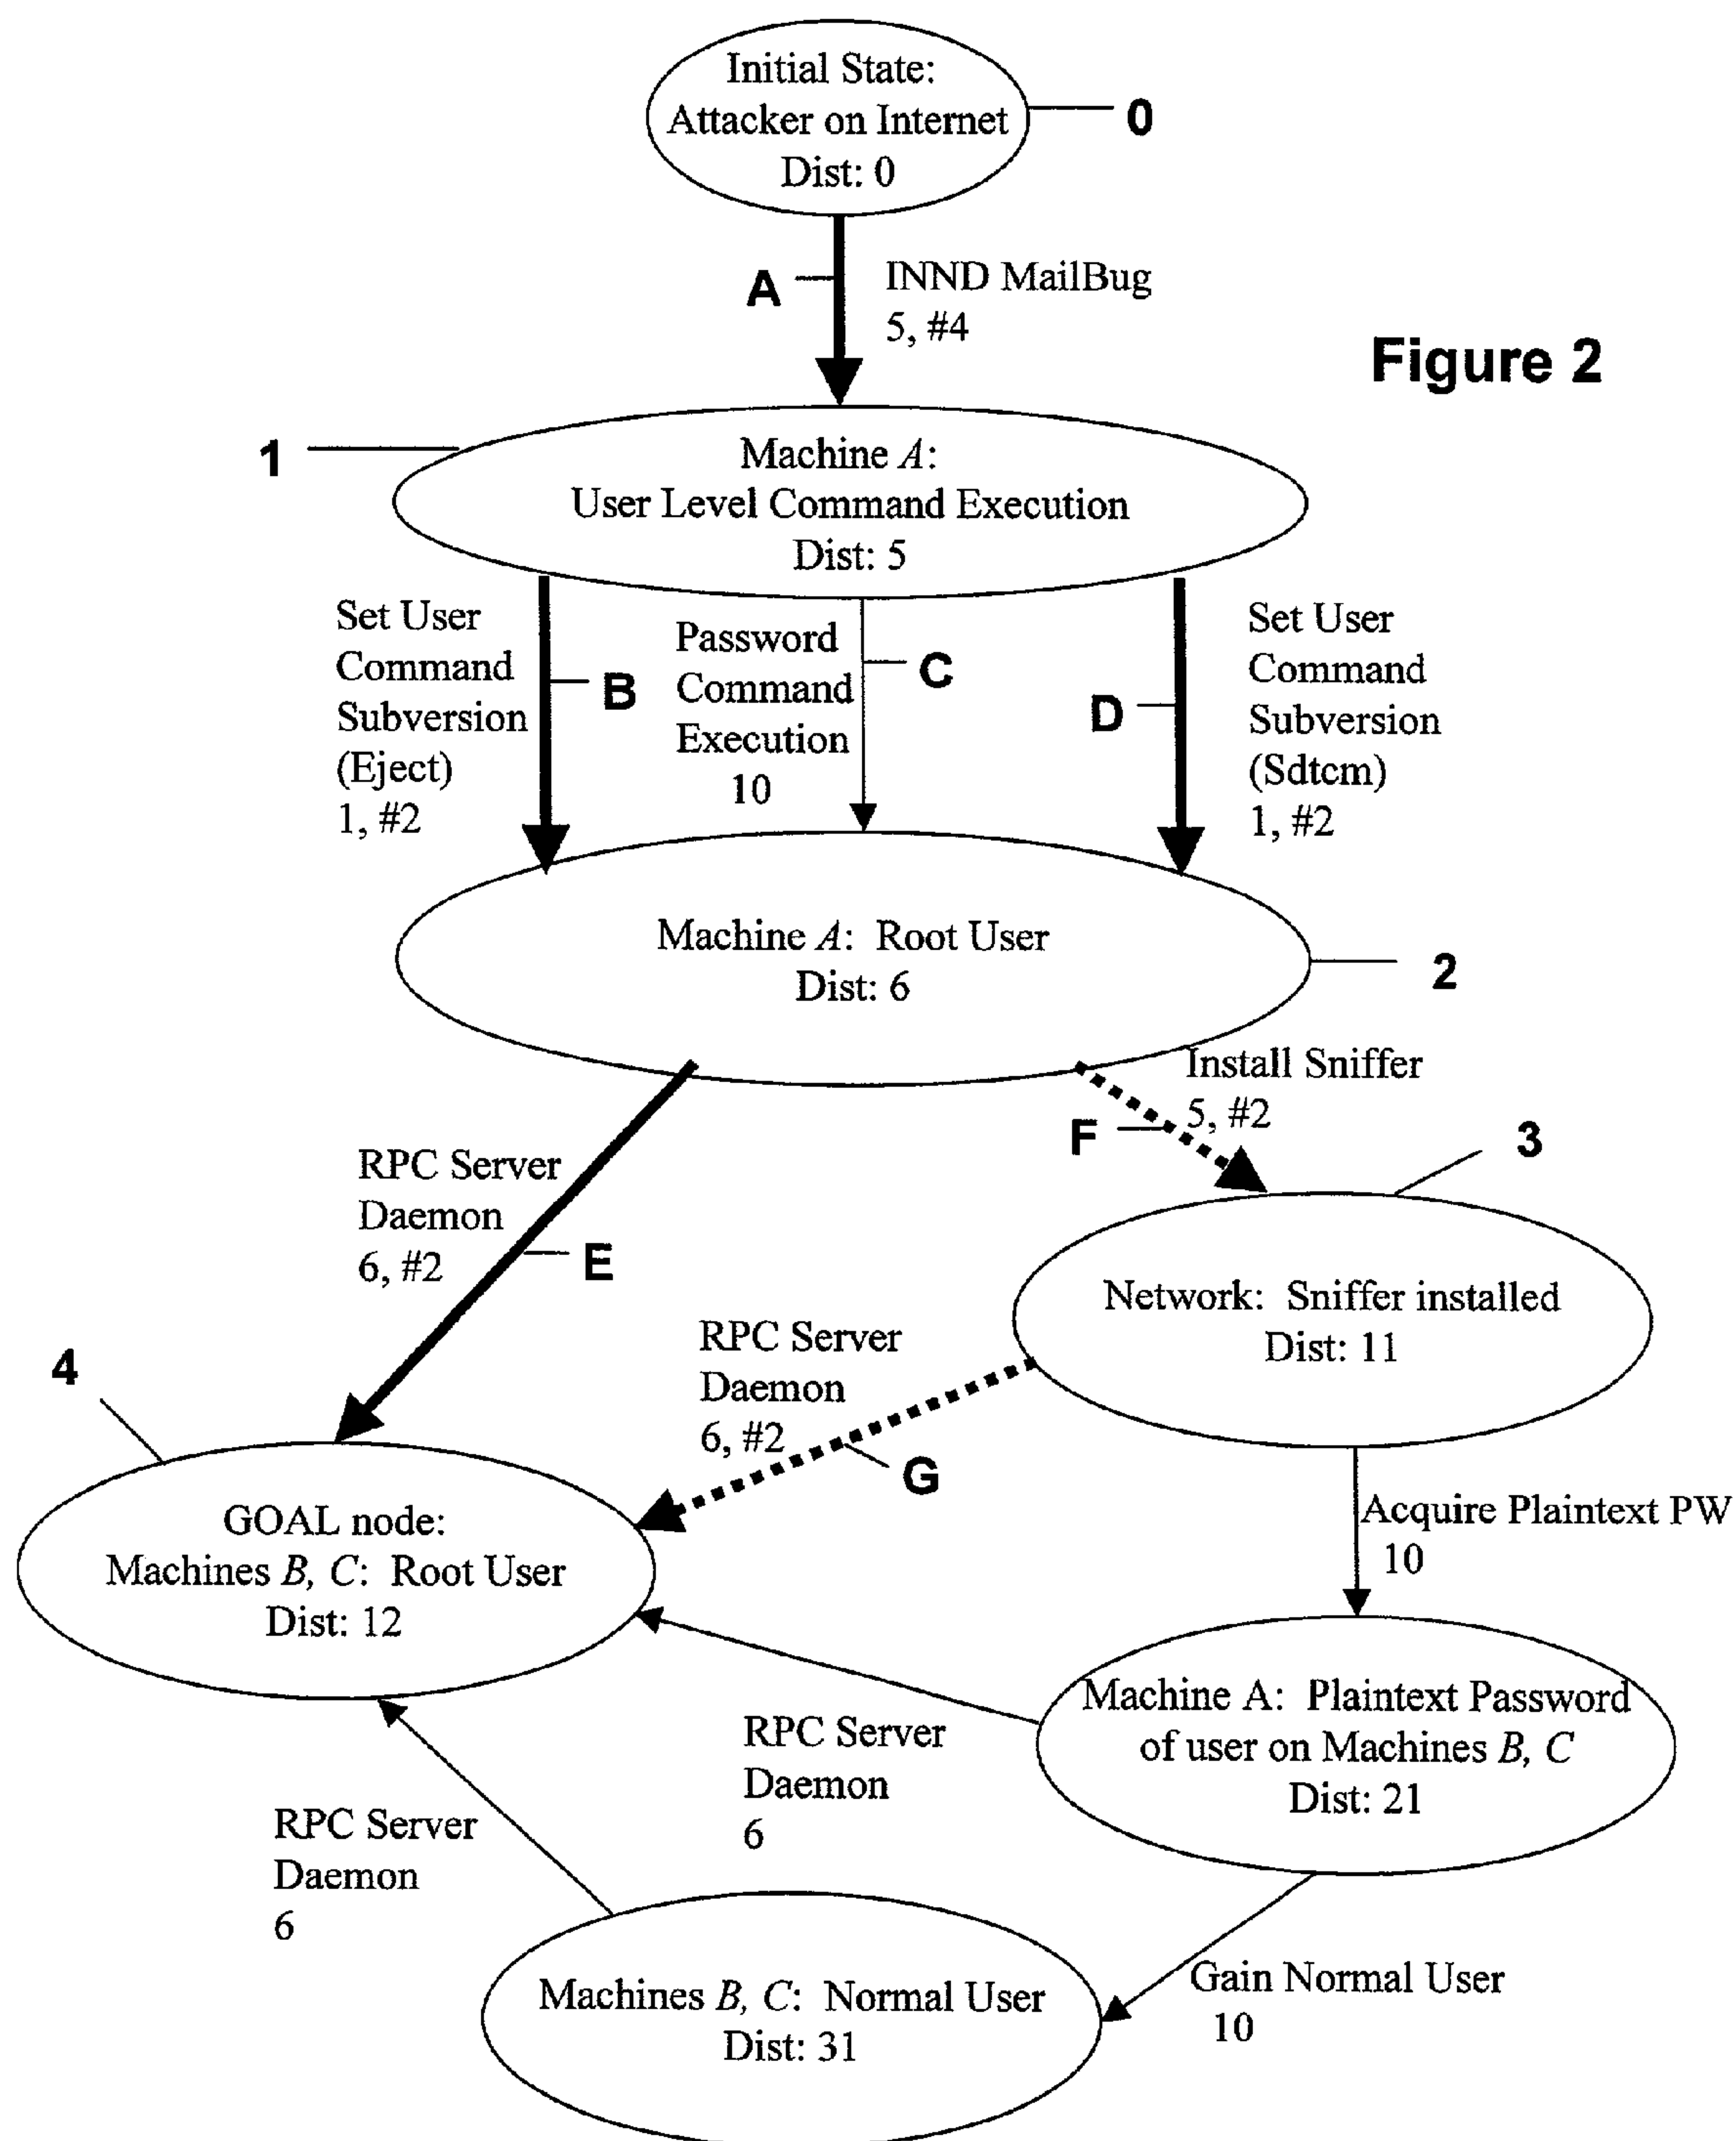 Initial State:
Attacker on Internet
Dist: 0
0
A
INND MailBug
5, #4
Figure 2
1
Machine A:
User Level Command Execution
Dist: 5
Set User
Command
Subversion
(Eject)
1, #2
B
Password
Command
Execution
10
C
D
Set User
Command
Subversion
(Sdtcm)
1, #2
Machine A: Root User
Dist: 6
2
Install Sniffer
5, #2
F
3
RPC Server
Daemon
6, #2
E
Network: Sniffer installed
Dist: 11
RPC Server
Daemon
6, #2
G
4
GOAL node:
Machines B, C: Root User
Dist: 12
Acquire Plaintext PW
10
Machine A: Plaintext Password
of user on Machines B, C
Dist: 21
RPC Server
Daemon
6
RPC Server
Daemon
6
Machines B, C: Normal User
Dist: 31
Gain Normal User
10